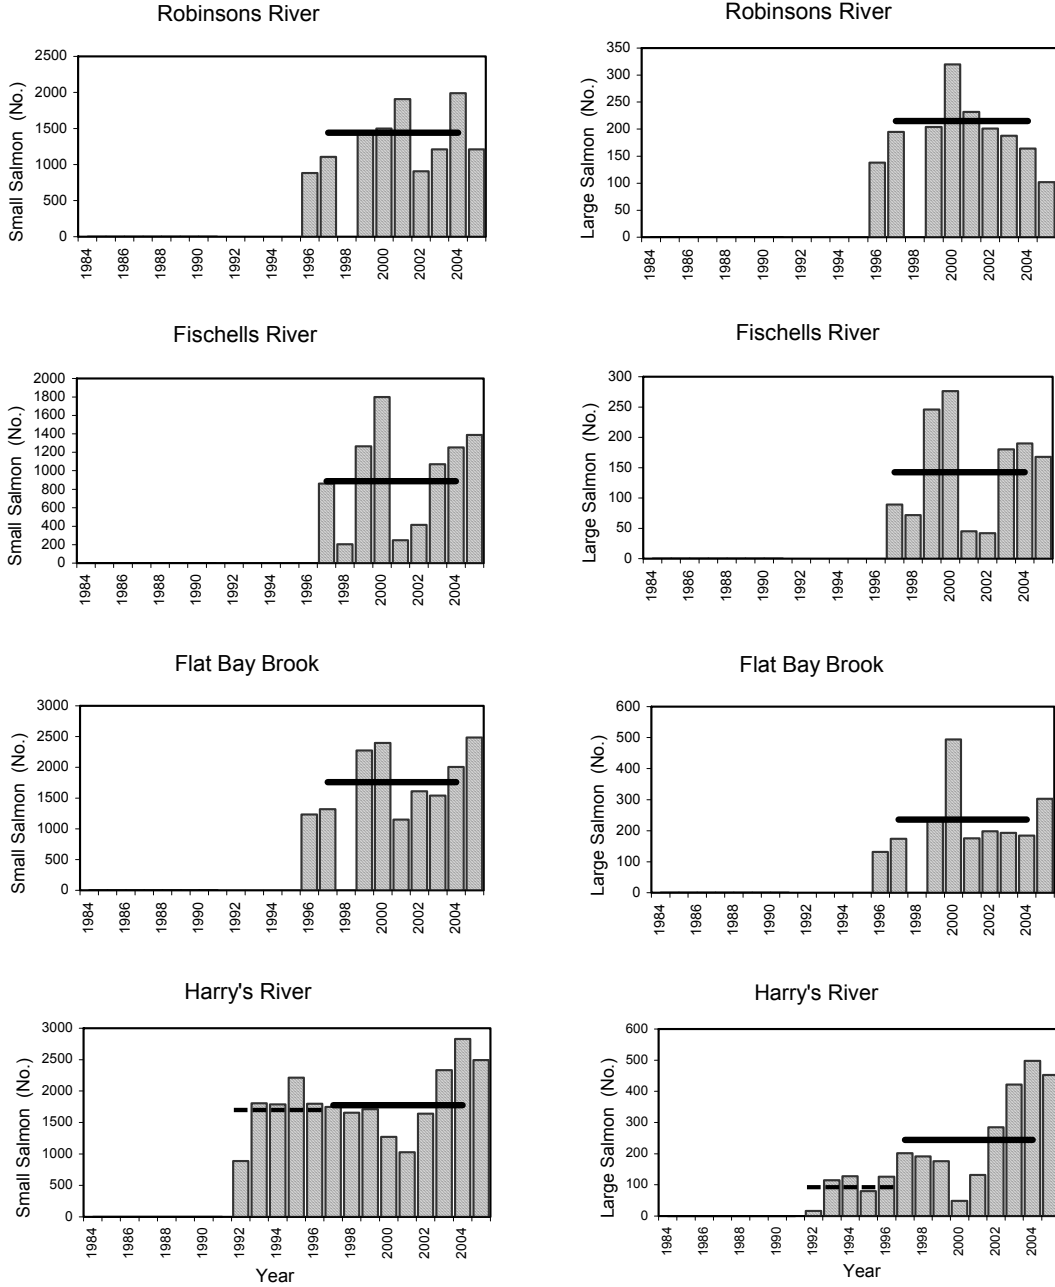 Robinsons River
Small Salmon (No.)
2500
2000
1500
1000
500
0
1984 1986 1988 1990 1992 1994 1996 1998 2000 2002 2004
Robinsons River
Large Salmon (No.)
350
300
250
200
150
100
50
0
1984 1986 1988 1990 1992 1994 1996 1998 2000 2002 2004
Fischells River
Small Salmon (No.)
2000
1800
1600
1400
1200
1000
800
600
400
200
0
1984 1986 1988 1990 1992 1994 1996 1998 2000 2002 2004
Fischells River
Large Salmon (No.)
300
250
200
150
100
50
0
1984 1986 1988 1990 1992 1994 1996 1998 2000 2002 2004
Flat Bay Brook
Small Salmon (No.)
3000
2500
2000
1500
1000
500
0
1984 1986 1988 1990 1992 1994 1996 1998 2000 2002 2004
Flat Bay Brook
Large Salmon (No.)
600
500
400
300
200
100
0
1984 1986 1988 1990 1992 1994 1996 1998 2000 2002 2004
Harry's River
Small Salmon (No.)
3000
2500
2000
1500
1000
500
0
1984 1986 1988 1990 1992 1994 1996 1998 2000 2002 2004
Year
Harry's River
Large Salmon (No.)
600
500
400
300
200
100
0
1984 1986 1988 1990 1992 1994 1996 1998 2000 2002 2004
Year